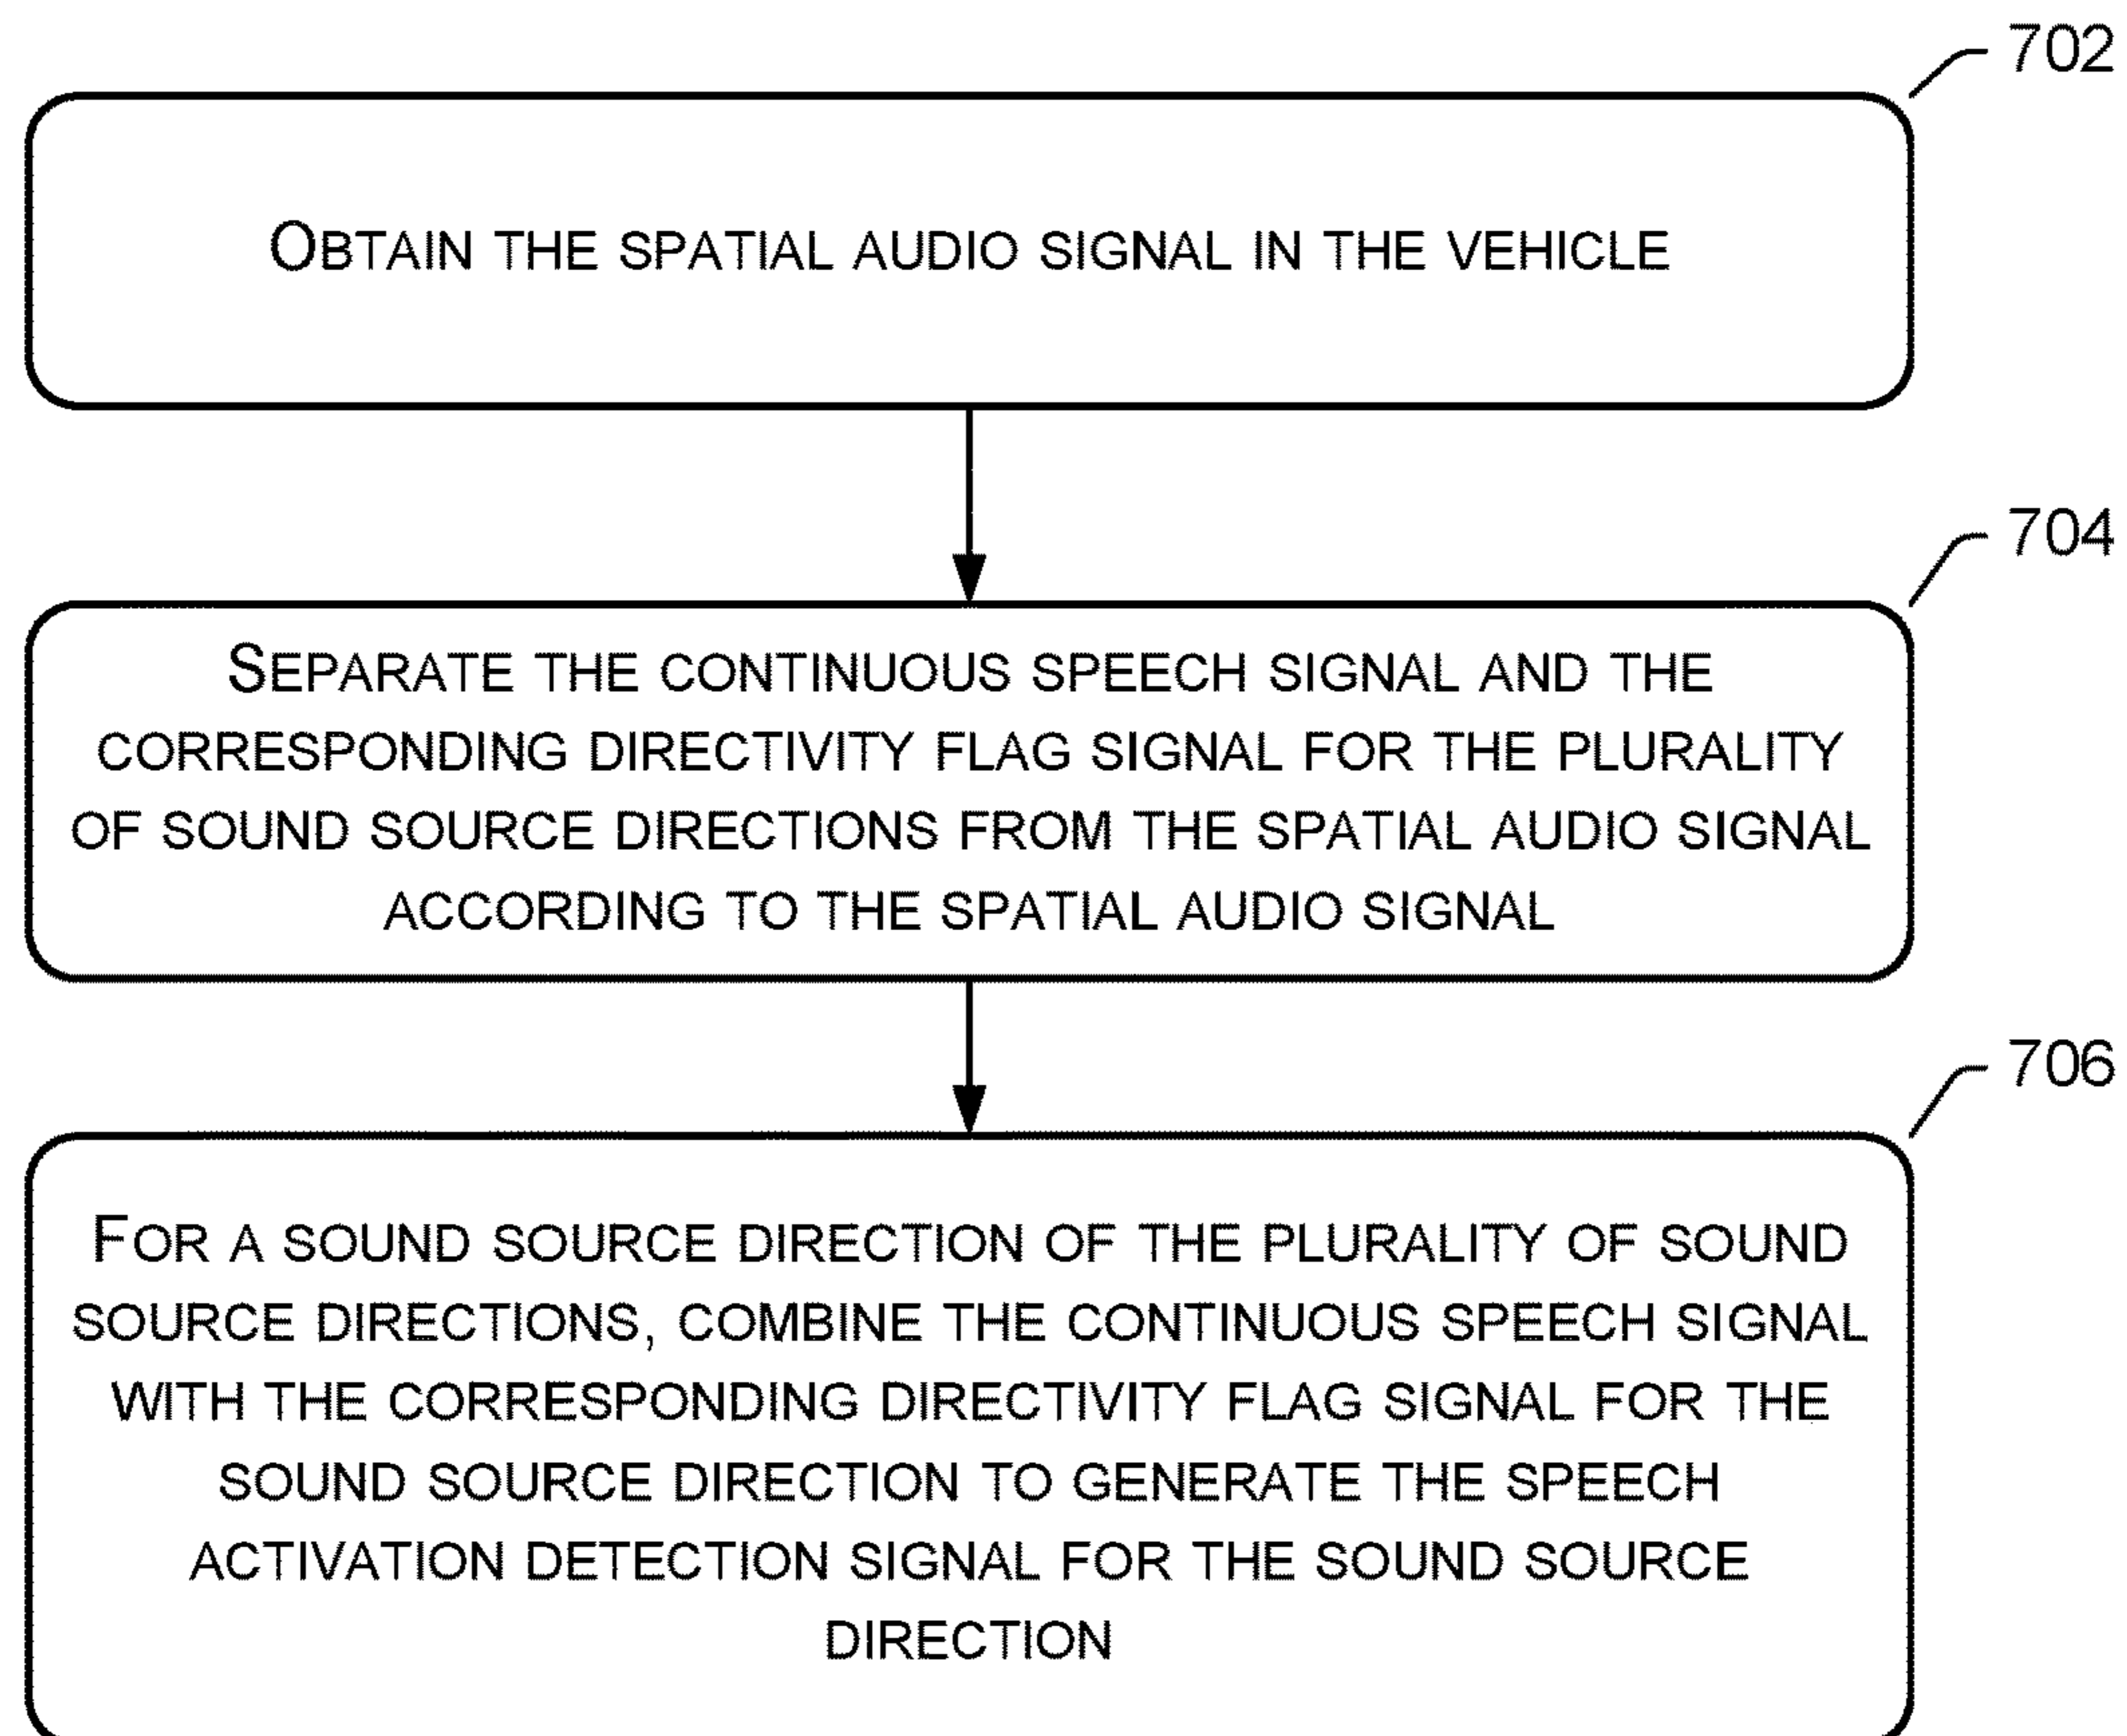 702
OBTAIN THE SPATIAL AUDIO SIGNAL IN THE VEHICLE
704
SEPARATE THE CONTINUOUS SPEECH SIGNAL AND THE
CORRESPONDING DIRECTIVITY FLAG SIGNAL FOR THE PLURALITY
OF SOUND SOURCE DIRECTIONS FROM THE SPATIAL AUDIO SIGNAL
ACCORDING TO THE SPATIAL AUDIO SIGNAL
706
FOR A SOUND SOURCE DIRECTION OF THE PLURALITY OF SOUND
SOURCE DIRECTIONS, COMBINE THE CONTINUOUS SPEECH SIGNAL
WITH THE CORRESPONDING DIRECTIVITY FLAG SIGNAL FOR THE
SOUND SOURCE DIRECTION TO GENERATE THE SPEECH
ACTIVATION DETECTION SIGNAL FOR THE SOUND SOURCE
DIRECTION